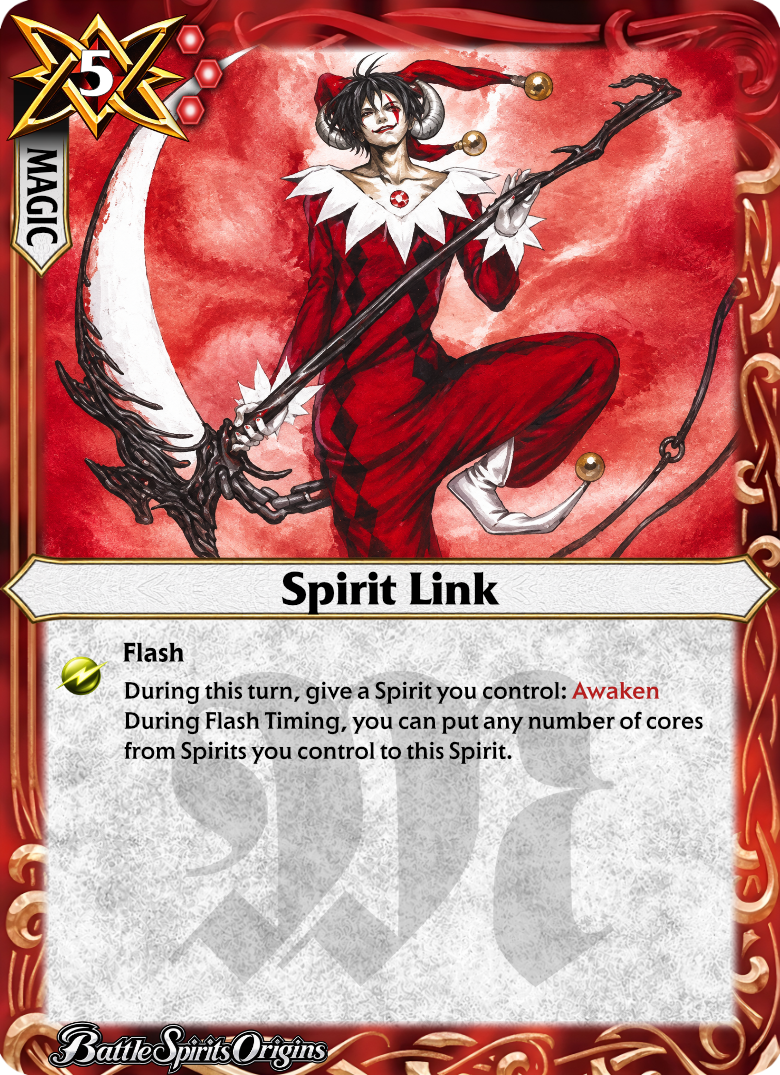 5
MAGIC
Spirit Link
Flash
During this turn, give a Spirit you control: Awaken
During Flash Timing, you can put any number of cores
from Spirits you control to this Spirit.
Battle Spirits Origins